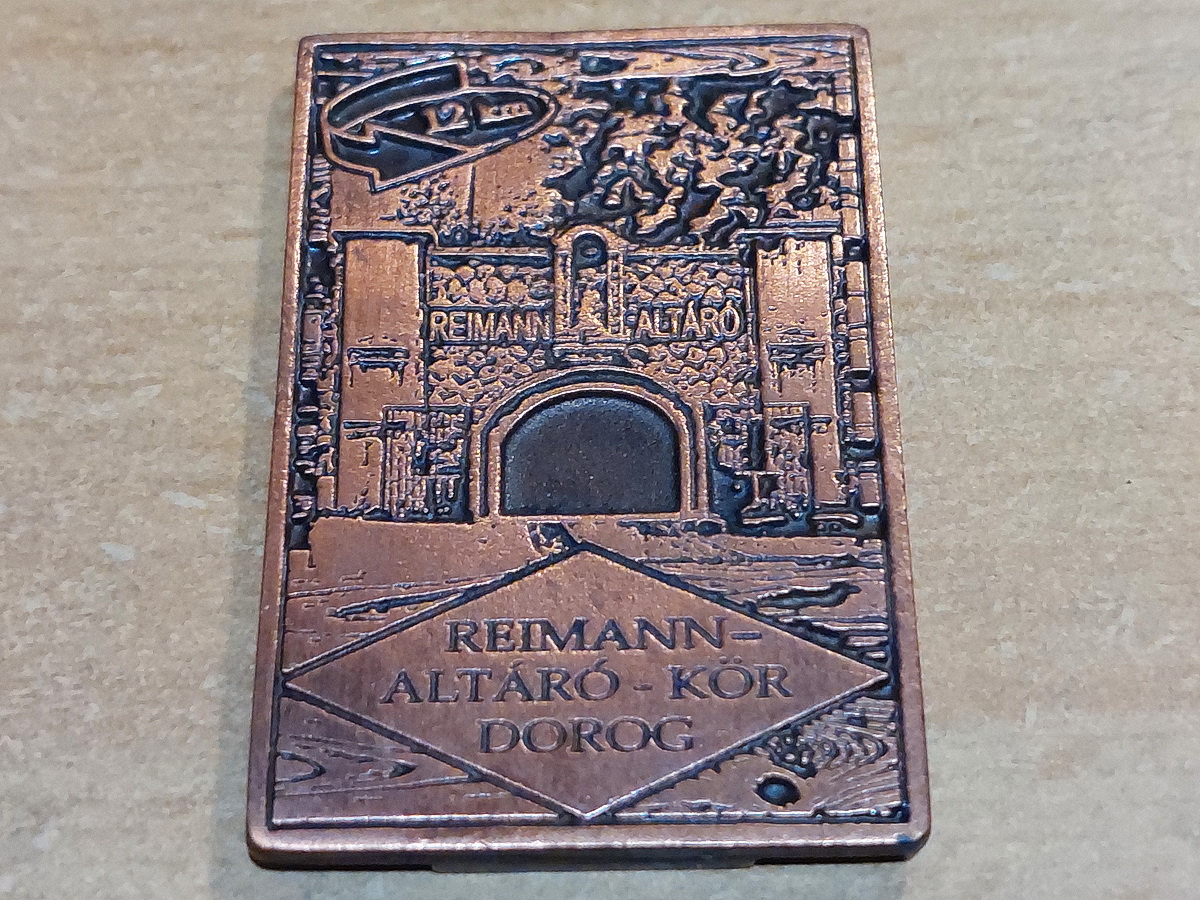 12 km
REIMANN ALTÁRÓ
REIMANN-
ALTÁRÓ - KÖR
DOROG